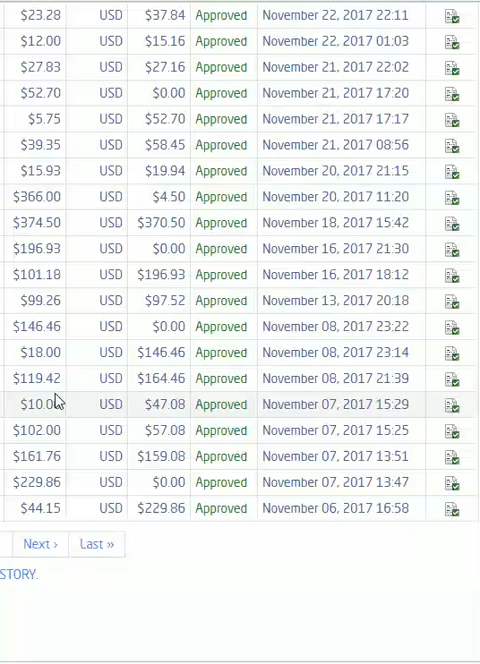 $23.28 USD $37.84 Approved November 22, 2017 22:11
$12.00 USD $15.16 Approved November 22, 2017 01:03
$27.83 USD $27.16 Approved November 21, 2017 22:02
$52.70 USD $0.00 Approved November 21, 2017 17:20
$5.75 USD $52.70 Approved November 21, 2017 17:17
$39.35 USD $58.45 Approved November 21, 2017 08:56
$15.93 USD $19.94 Approved November 20, 2017 21:15
$366.00 USD $4.50 Approved November 20, 2017 11:20
$374.50 USD $370.50 Approved November 18, 2017 15:42
$196.93 USD $0.00 Approved November 16, 2017 21:30
$101.18 USD $196.93 Approved November 16, 2017 18:12
$99.26 USD $97.52 Approved November 13, 2017 20:18
$146.46 USD $0.00 Approved November 08, 2017 23:22
$18.00 USD $146.46 Approved November 08, 2017 23:14
$119.42 USD $164.46 Approved November 08, 2017 21:39
USD $47.08 Approved November 07, 2017 15:29
$102.00 USD $57.08 Approved November 07, 2017 15:25
$161.76 USD $159.08 Approved November 07, 2017 13:51
$229.86 USD $0.00 Approved November 07, 2017 13:47
$44.15 USD $229.86 Approved November 06, 2017 16:58
Next › Last »
STORY.